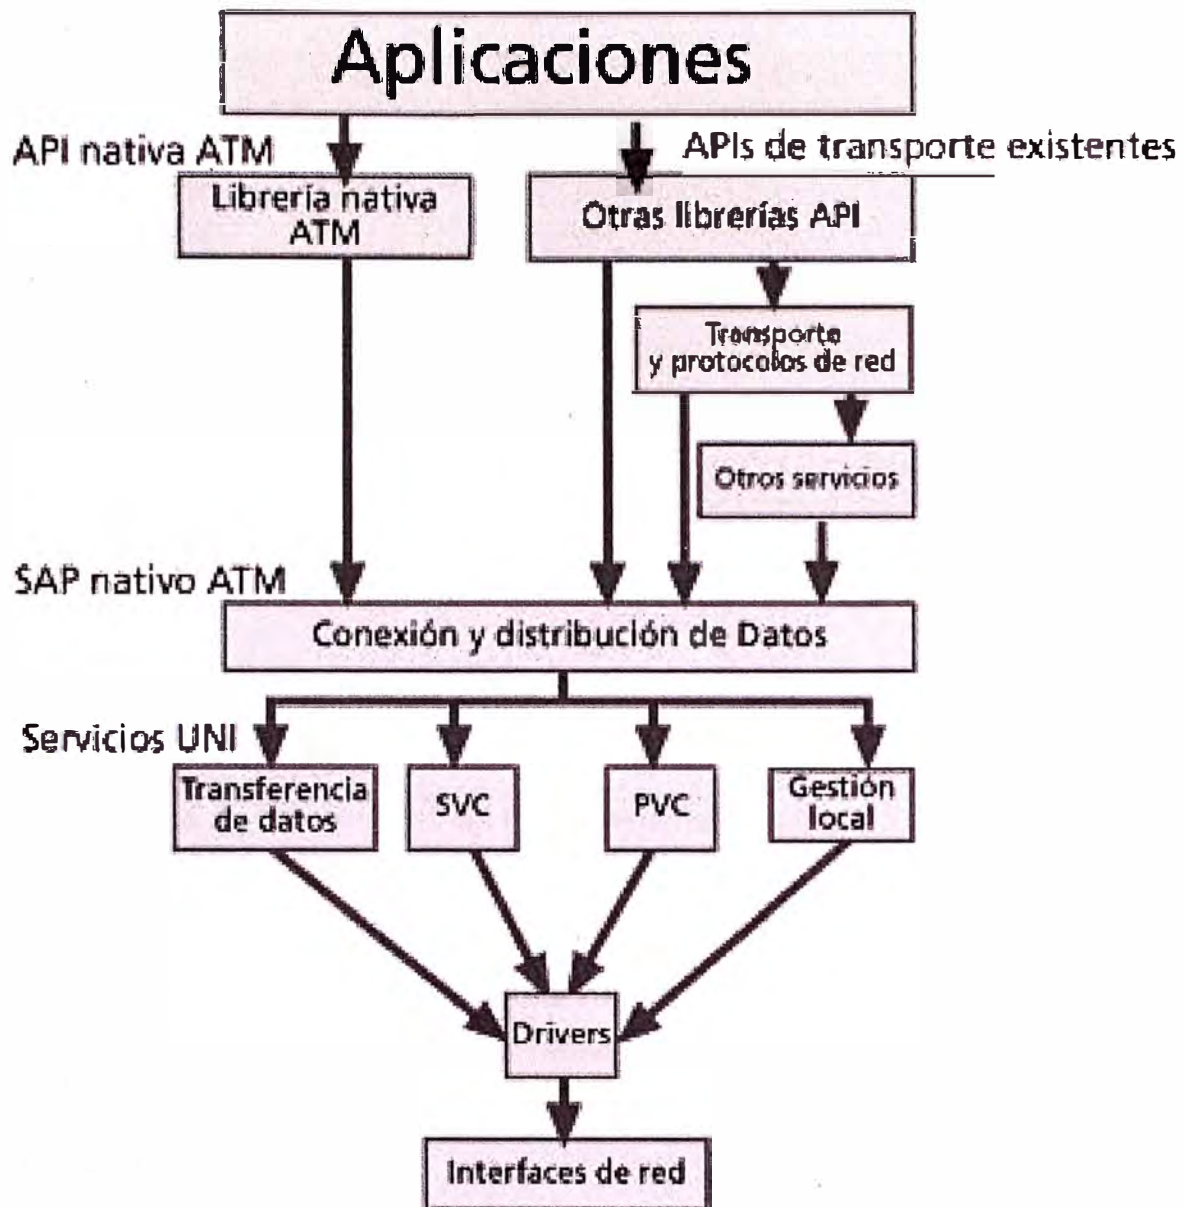 Aplicaciones
API nativa ATM
APIs de transporte existentes
Librería nativa
ATM
Otras librerías API
Transporte
y protocolos de red
Otros servicios
SAP nativo ATM
Conexión y distribución de Datos
Servicios UNI
Transferencia
de datos
SVC
PVC
Gestión
local
Drivers
Interfaces de red